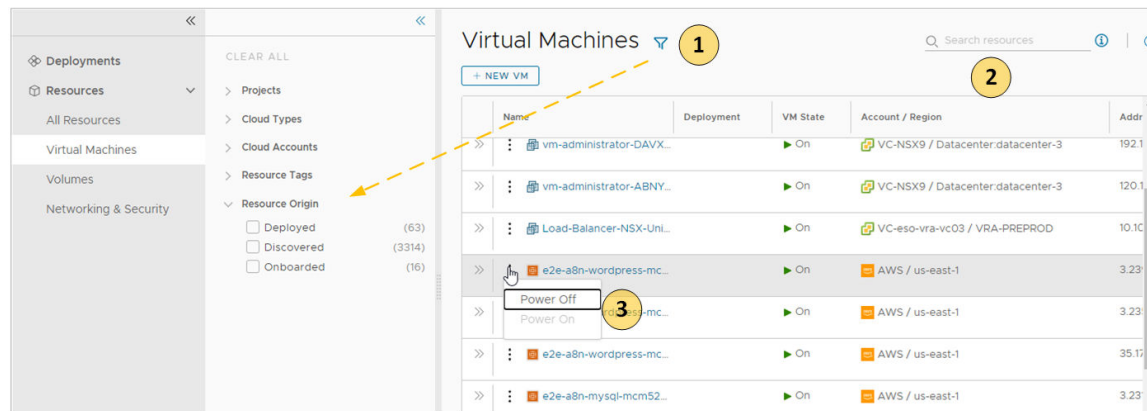 «
Deployments
Resources
All Resources
Virtual Machines
Volumes
Networking & Security
«
CLEAR ALL
Projects
Cloud Types
Cloud Accounts
Resource Tags
Resource Origin
Deployed (63)
Discovered (3314)
Onboarded (16)
Virtual Machines 1
Search resources
2
+ NEW VM
Name Deployment VM State Account / Region Addr
vm-administrator-DAVX... On VC-NSX9 / Datacenter:datacenter-3 192.1
vm-administrator-ABNY... On VC-NSX9 / Datacenter:datacenter-3 120.1
Load-Balancer-NSX-Uni... On VC-eso-vra-vc03 / VRA-PREPROD 10.10
e2e-a8n-wordpress-mc... On AWS / us-east-1 3.23
Power Off
3
Power On
On AWS / us-east-1 3.23
e2e-a8n-wordpress-mc... On AWS / us-east-1 35.17
e2e-a8n-mysql-mcm52... On AWS / us-east-1 3.23